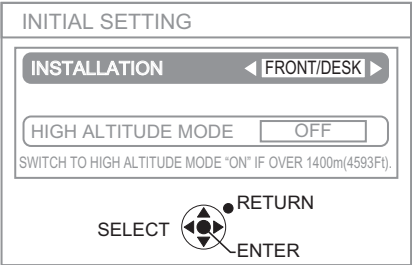 INITIAL SETTING
INSTALLATION FRONT/DESK
HIGH ALTITUDE MODE OFF
SWITCH TO HIGH ALTITUDE MODE “ON” IF OVER 1400m(4593Ft).
RETURN
SELECT
ENTER